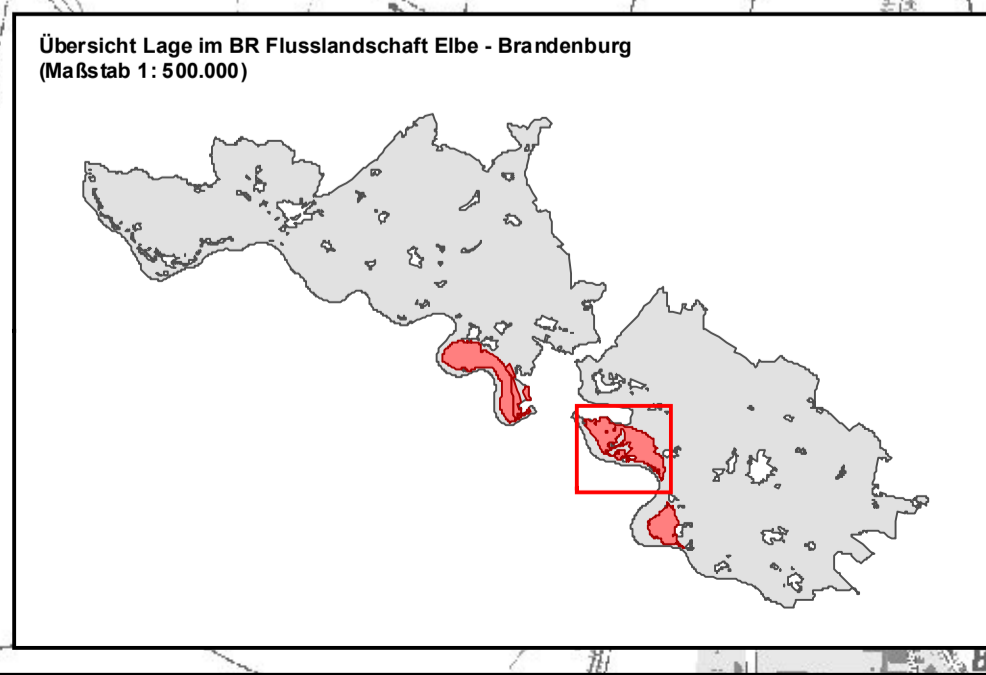 Übersicht Lage im BR Flusslandschaft Elbe - Brandenburg
(Maßstab 1: 500.000)